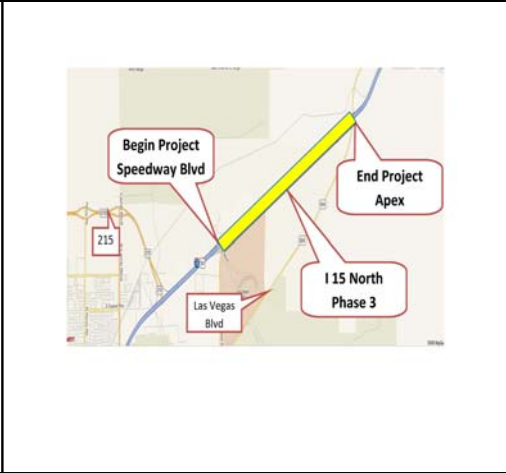 Begin Project
Speedway Blvd
End Project
Apex
215
I 15 North
Phase 3
Las Vegas
Blvd